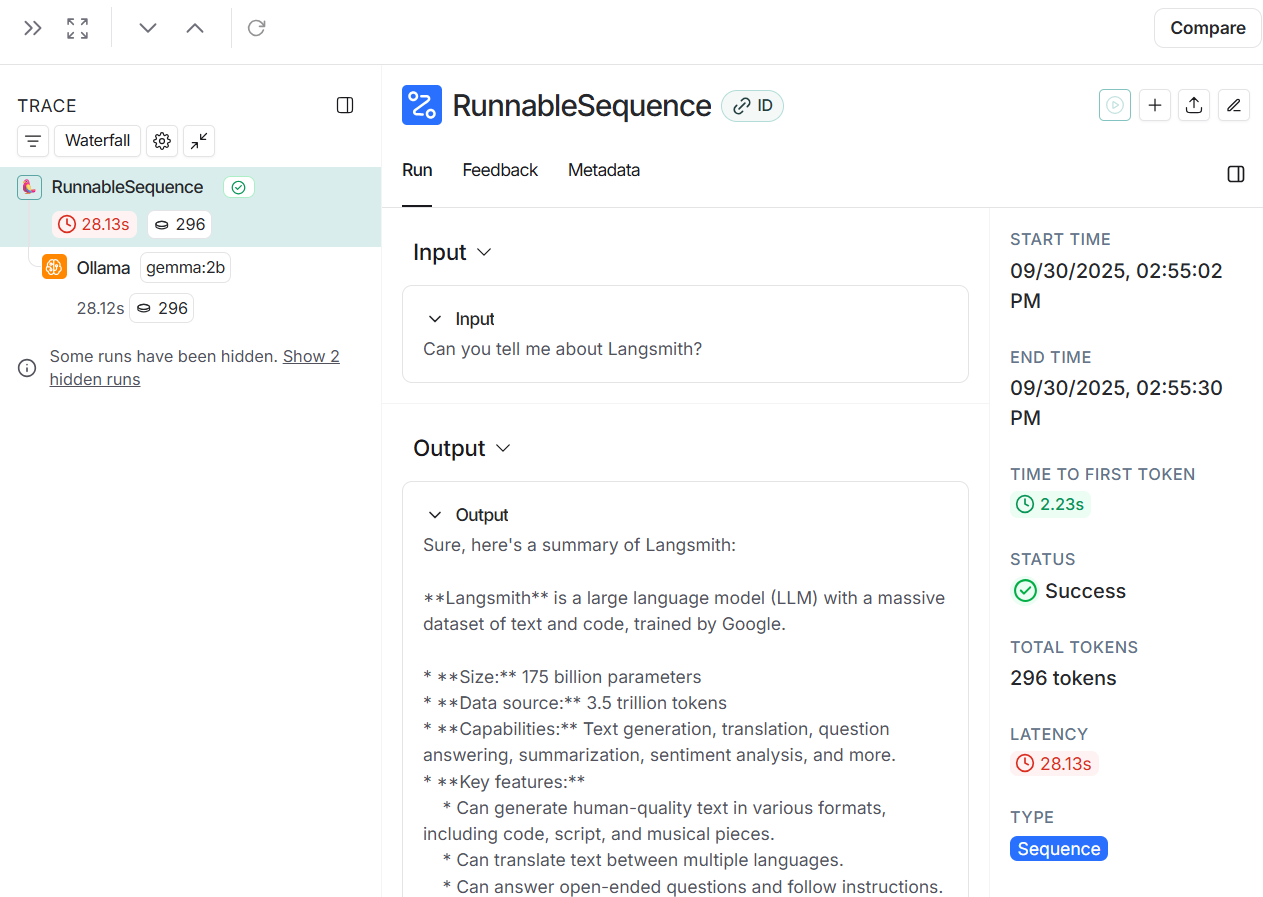 Compare
TRACE
Waterfall
RunnableSequence
28.13s 296
Ollama gemma:2b
28.12s 296
Some runs have been hidden. Show 2
hidden runs
RunnableSequence ID
Run Feedback Metadata
Input
Input
Can you tell me about Langsmith?
Output
Output
Sure, here's a summary of Langsmith:
**Langsmith** is a large language model (LLM) with a massive
dataset of text and code, trained by Google.
* **Size:** 175 billion parameters
* **Data source:** 3.5 trillion tokens
* **Capabilities:** Text generation, translation, question
answering, summarization, sentiment analysis, and more.
* **Key features:**
* Can generate human-quality text in various formats,
including code, script, and musical pieces.
* Can translate text between multiple languages.
* Can answer open-ended questions and follow instructions.
START TIME
09/30/2025, 02:55:02
PM
END TIME
09/30/2025, 02:55:30
PM
TIME TO FIRST TOKEN
2.23s
STATUS
Success
TOTAL TOKENS
296 tokens
LATENCY
28.13s
TYPE
Sequence